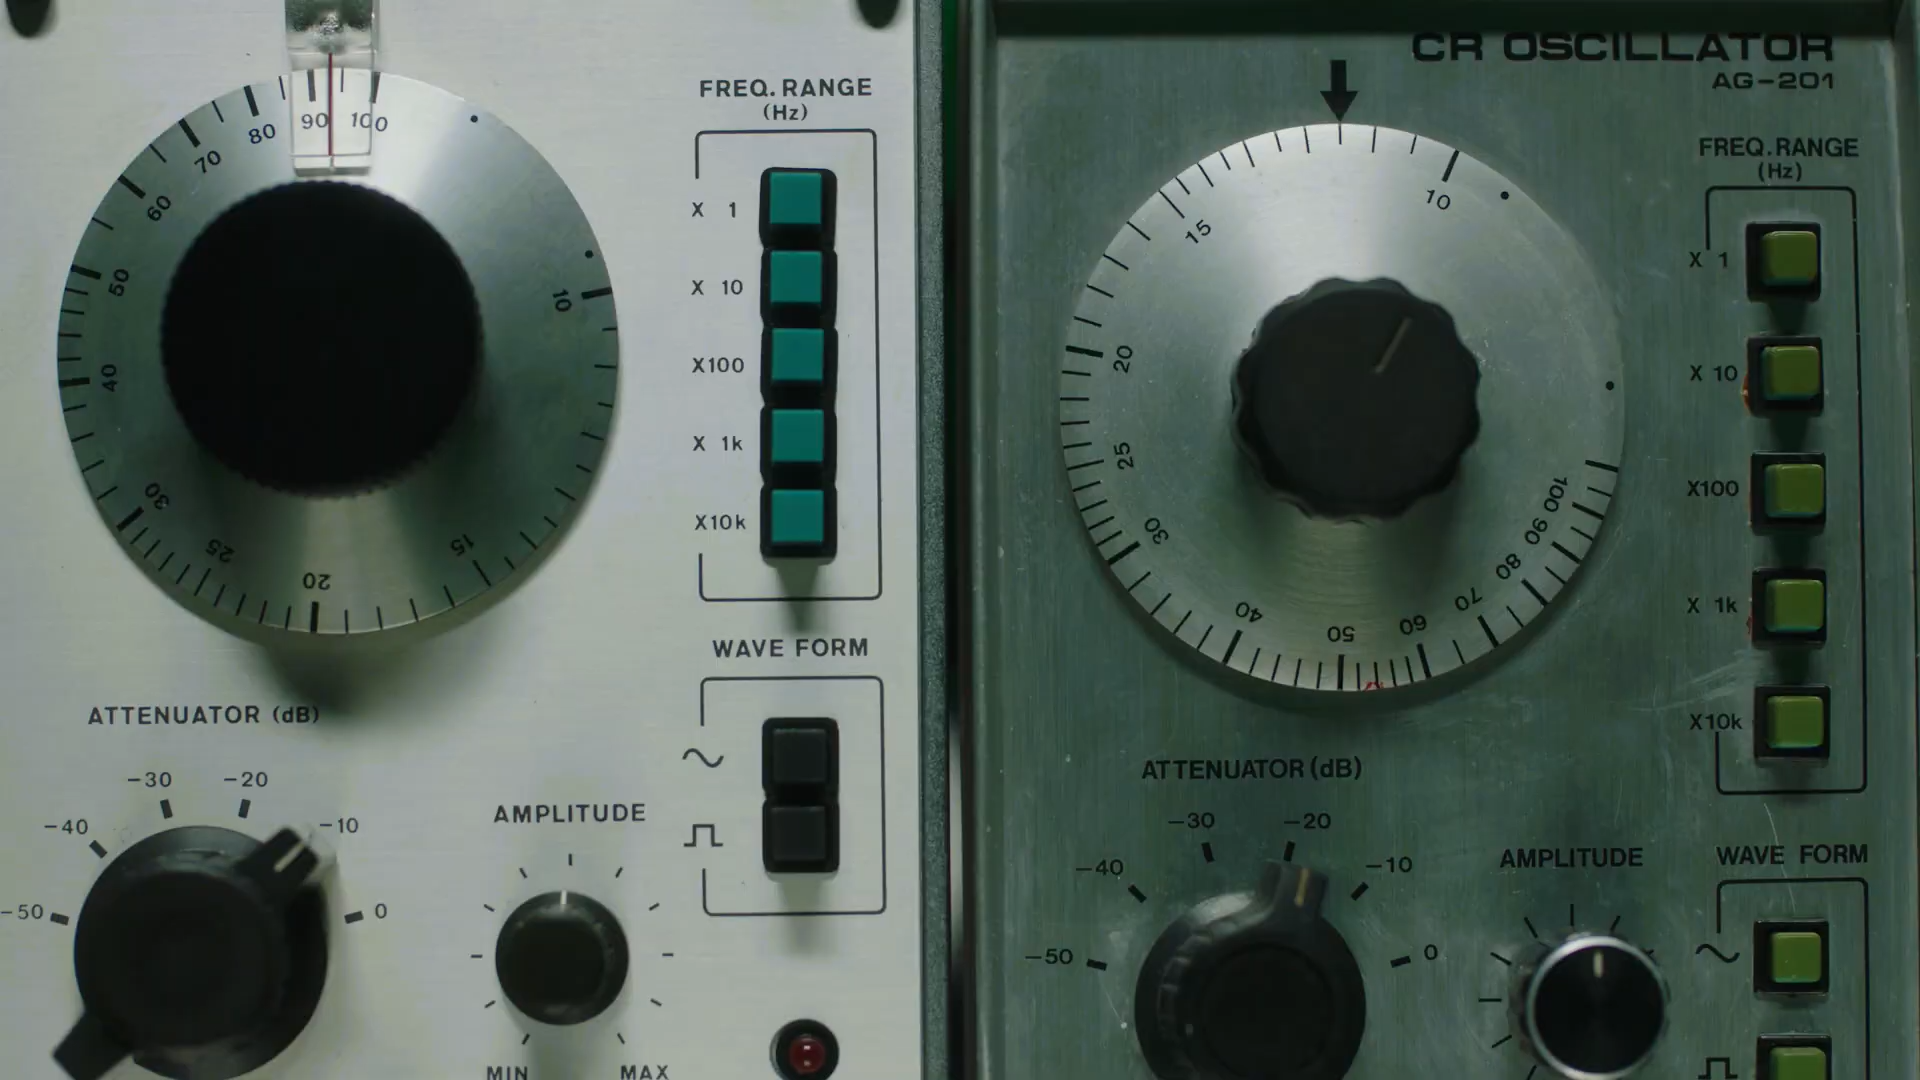 90 100
80
70
60
50
40
30
25
20
15
10
FREQ. RANGE
(Hz)
X 1
X 10
X100
X 1k
X10k
WAVE FORM
ATTENUATOR (dB)
-50
-40
-30
-20
-10
0
AMPLITUDE
MIN MAX
CR OSCILLATOR
AG-201
10
15
20
25
30
40
50
60
70
80
90
100
FREQ. RANGE
(Hz)
X 1
X 10
X100
X 1k
X10k
ATTENUATOR (dB)
-50
-40
-30
-20
-10
0
AMPLITUDE
WAVE FORM